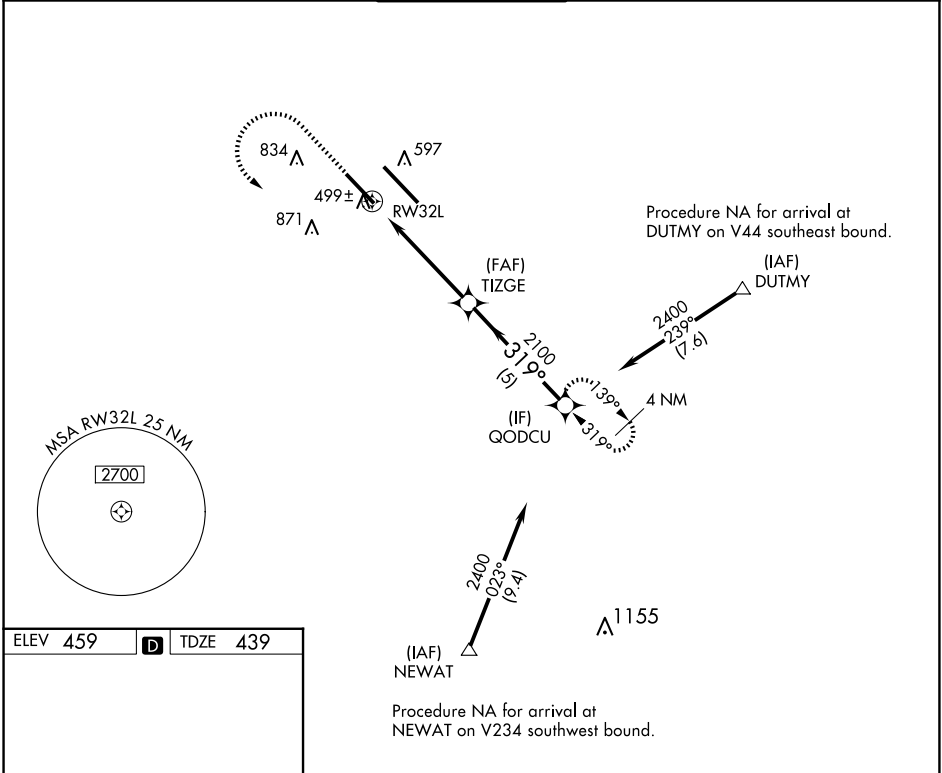 834
597
499±
871
RW32L
Procedure NA for arrival at
DUTMY on V44 southeast bound.
(IAF)
DUTMY
(FAF)
TIZGE
2400
239°
(7.6)
2100
319°
(5)
139°
4 NM
319°
(IF)
QODCU
MSA RW32L 25 NM
2700
2400
023°
(9.4)
1155
(IAF)
NEWAT
ELEV 459 D TDZE 439
Procedure NA for arrival at
NEWAT on V234 southwest bound.